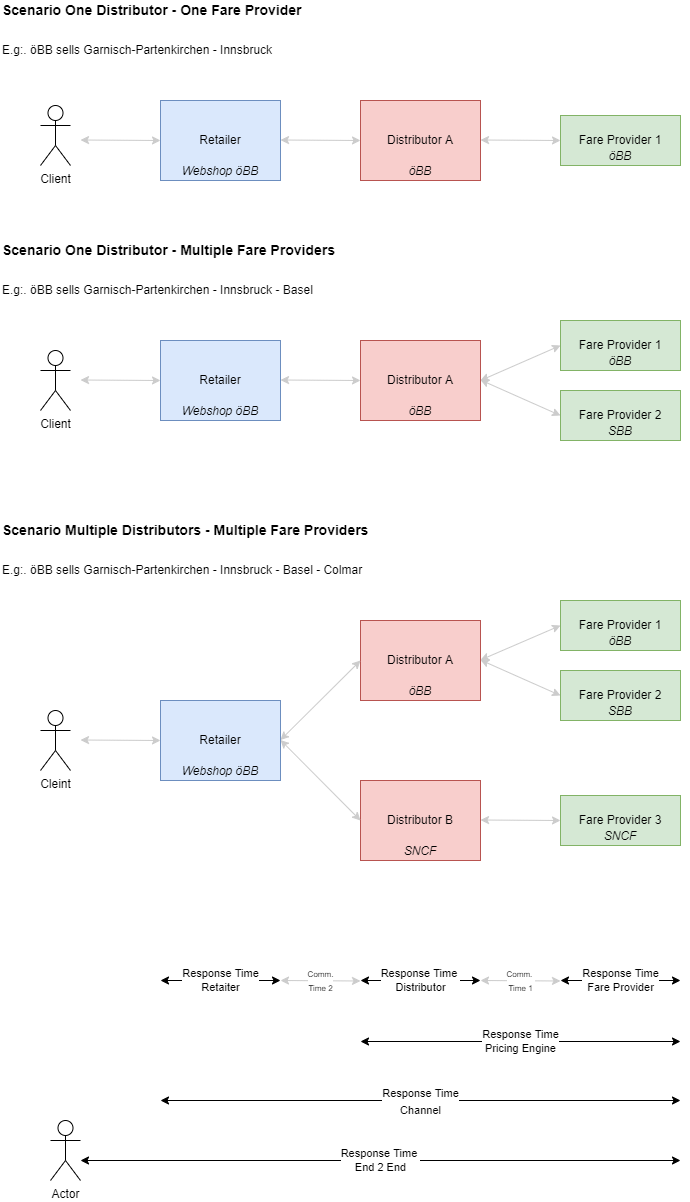 Scenario One Distributor - One Fare Provider
E.g:. öBB sells Garnisch-Partenkirchen - Innsbruck
Client
Retailer
Webshop öBB
Distributor A
öBB
Fare Provider 1
öBB
Scenario One Distributor - Multiple Fare Providers
E.g:. öBB sells Garnisch-Partenkirchen - Innsbruck - Basel
Client
Retailer
Webshop öBB
Distributor A
öBB
Fare Provider 1
öBB
Fare Provider 2
SBB
Scenario Multiple Distributors - Multiple Fare Providers
E.g:. öBB sells Garnisch-Partenkirchen - Innsbruck - Basel - Colmar
Cleint
Retailer
Webshop öBB
Distributor A
öBB
Fare Provider 1
öBB
Fare Provider 2
SBB
Distributor B
SNCF
Fare Provider 3
SNCF
Response Time
Retaiter
Comm.
Time 2
Response Time
Distributor
Comm.
Time 1
Response Time
Fare Provider
Response Time
Pricing Engine
Response Time
Channel
Response Time
End 2 End
Actor